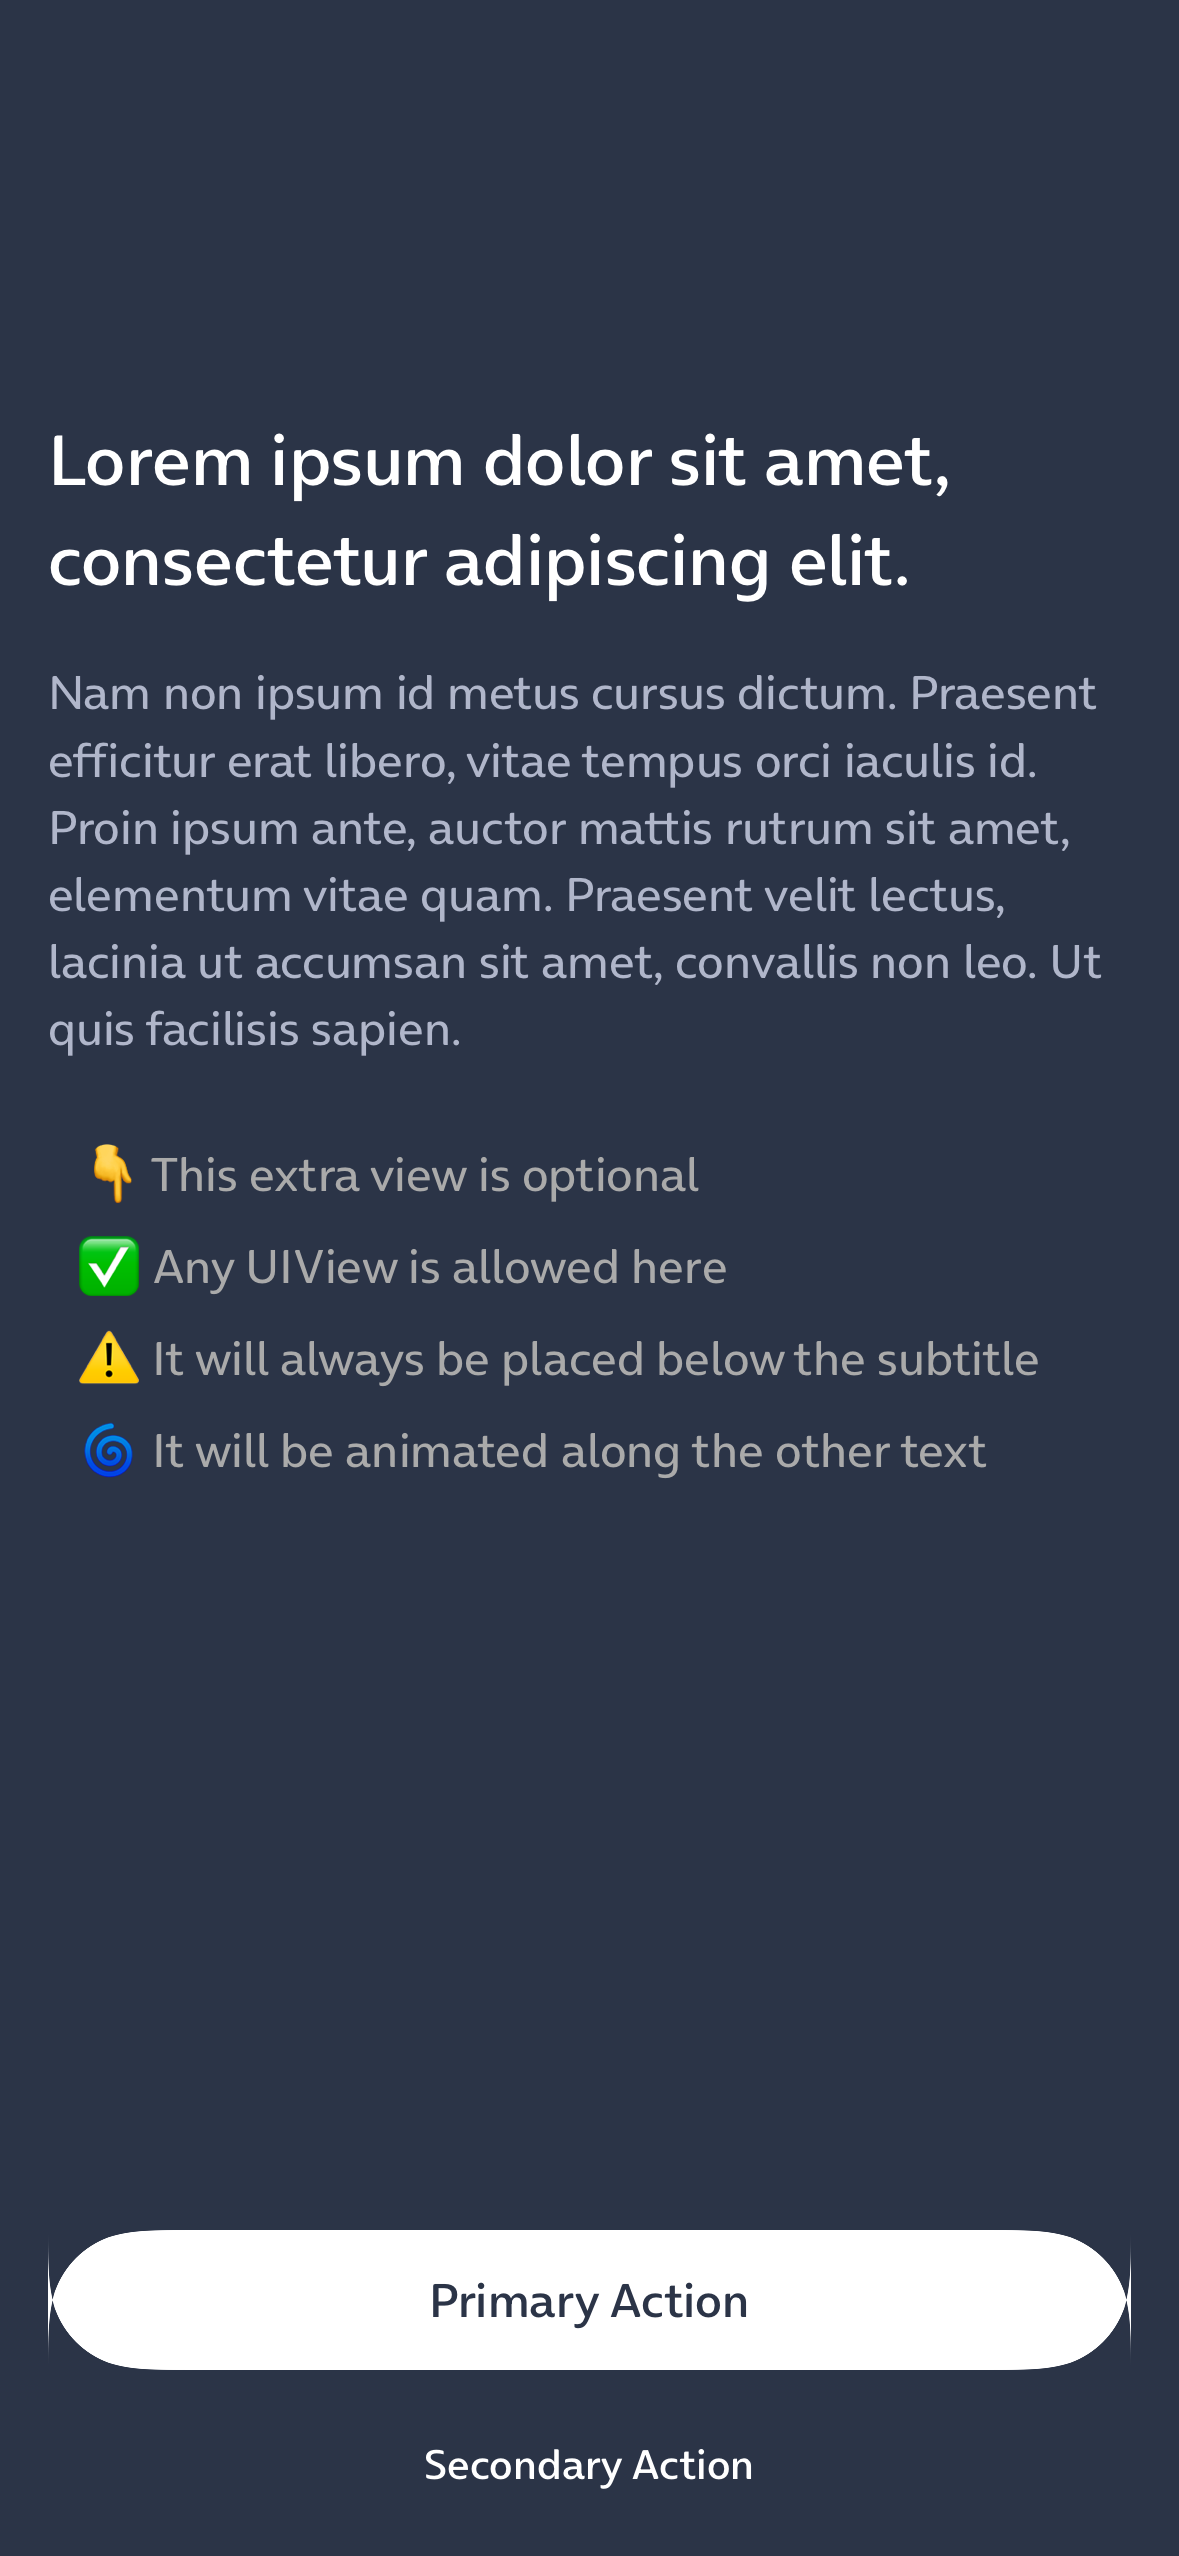 Lorem ipsum dolor sit amet,
consectetur adipiscing elit.
Nam non ipsum id metus cursus dictum. Praesent
efficitur erat libero, vitae tempus orci iaculis id.
Proin ipsum ante, auctor mattis rutrum sit amet,
elementum vitae quam. Praesent velit lectus,
lacinia ut accumsan sit amet, convallis non leo. Ut
quis facilisis sapien.
👇 This extra view is optional
✅ Any UIView is allowed here
⚠️ It will always be placed below the subtitle
🌀 It will be animated along the other text
Primary Action
Secondary Action